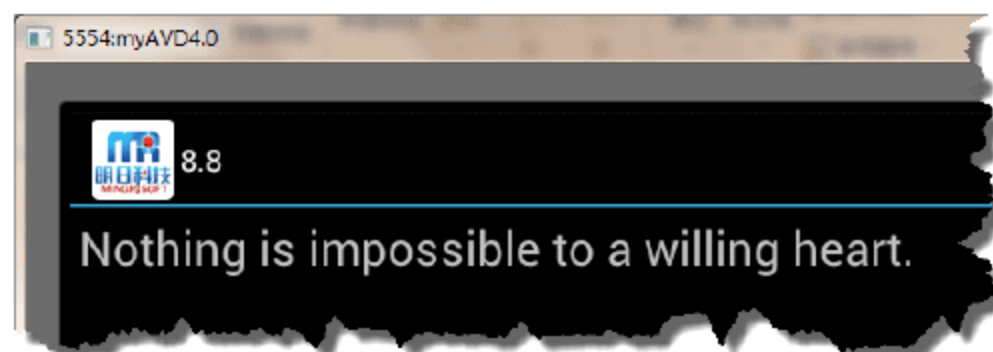 5554:myAVD4.0
明日科技
MINGRISOFT
8.8
Nothing is impossible to a willing heart.